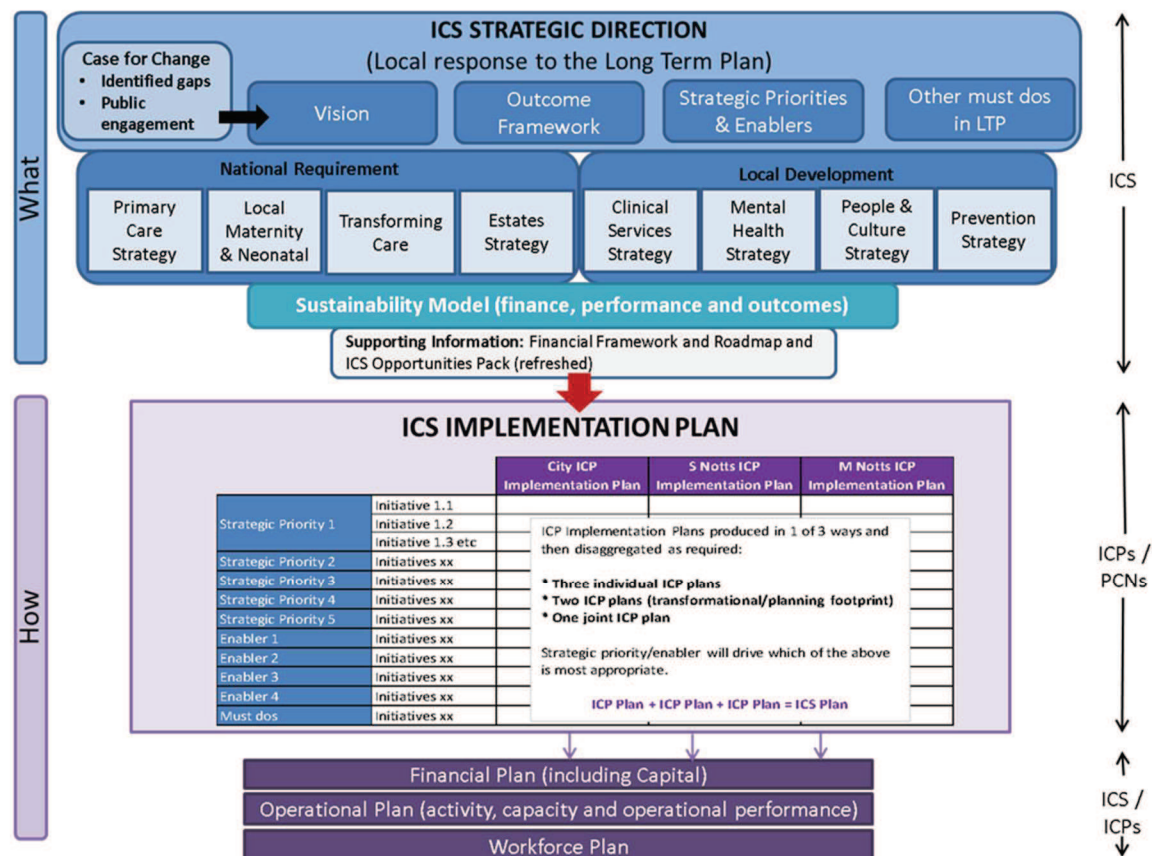 What
ICS STRATEGIC DIRECTION
(Local response to the Long Term Plan)
Case for Change
• Identified gaps
• Public
engagement
Vision
Outcome
Framework
Strategic Priorities
& Enablers
Other must dos
in LTP
National Requirement
Primary
Care
Strategy
Local
Maternity
& Neonatal
Transforming
Care
Estates
Strategy
Local Development
Clinical
Services
Strategy
Mental
Health
Strategy
People &
Culture
Strategy
Prevention
Strategy
Sustainability Model (finance, performance and outcomes)
Supporting Information: Financial Framework and Roadmap and
ICS Opportunities Pack (refreshed)
ICS
How
ICS IMPLEMENTATION PLAN
City ICP
Implementation Plan
S Notts ICP
Implementation Plan
M Notts ICP
Implementation Plan
Strategic Priority 1
Initiative 1.1
Initiative 1.2
Initiative 1.3 etc
Strategic Priority 2 Initiatives xx
Strategic Priority 3 Initiatives xx
Strategic Priority 4 Initiatives xx
Strategic Priority 5 Initiatives xx
Enabler 1 Initiatives xx
Enabler 2 Initiatives xx
Enabler 3 Initiatives xx
Enabler 4 Initiatives xx
Must dos Initiatives xx
ICP Implementation Plans produced in 1 of 3 ways and
then disaggregated as required:
* Three individual ICP plans
* Two ICP plans (transformational/planning footprint)
* One joint ICP plan
Strategic priority/enabler will drive which of the above
is most appropriate.
ICP Plan + ICP Plan + ICP Plan = ICS Plan
ICPs /
PCNs
Financial Plan (including Capital)
Operational Plan (activity, capacity and operational performance)
Workforce Plan
ICS /
ICPs